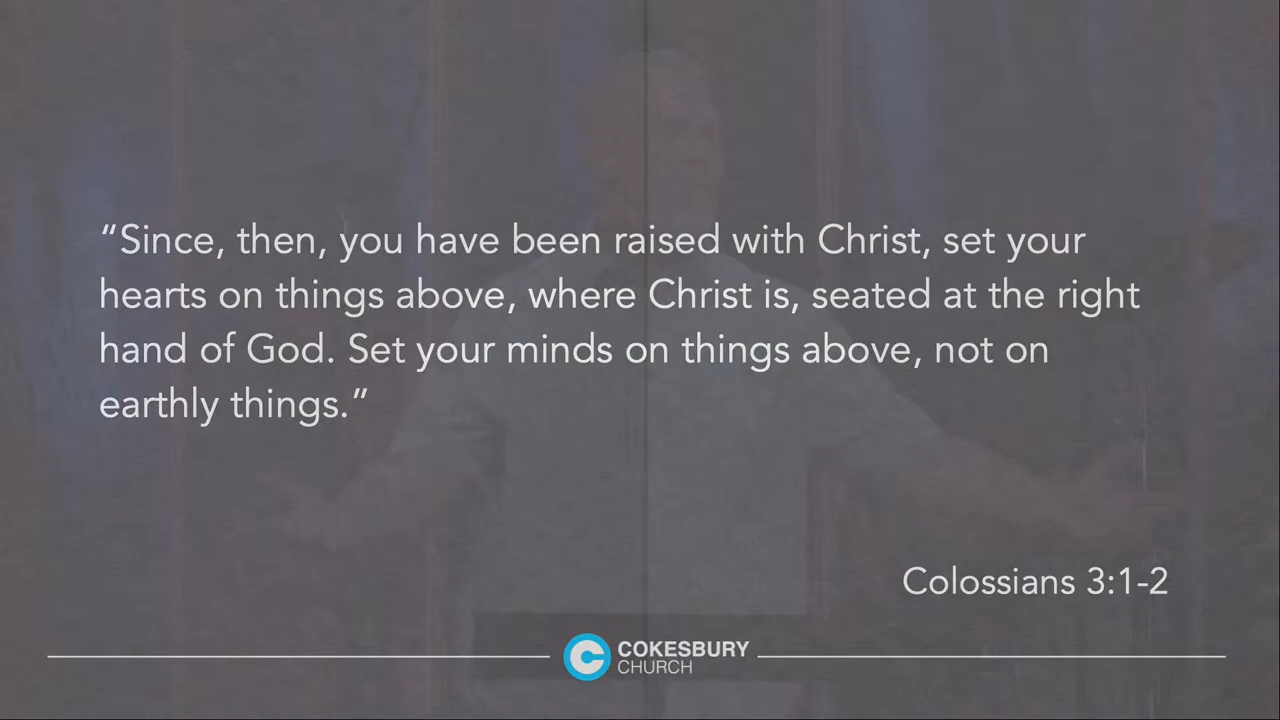 “Since, then, you have been raised with Christ, set your
hearts on things above, where Christ is, seated at the right
hand of God. Set your minds on things above, not on
earthly things.”
Colossians 3:1-2
COKESBURY
CHURCH